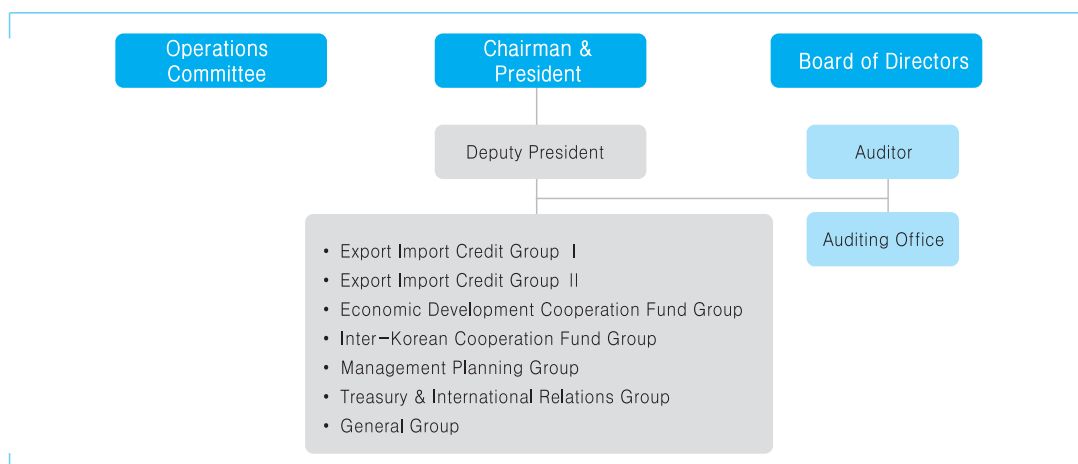 Operations
Committee
Chairman &
President
Board of Directors
Deputy President
Auditor
Auditing Office
• Export Import Credit Group Ⅰ
• Export Import Credit Group Ⅱ
• Economic Development Cooperation Fund Group
• Inter-Korean Cooperation Fund Group
• Management Planning Group
• Treasury & International Relations Group
• General Group